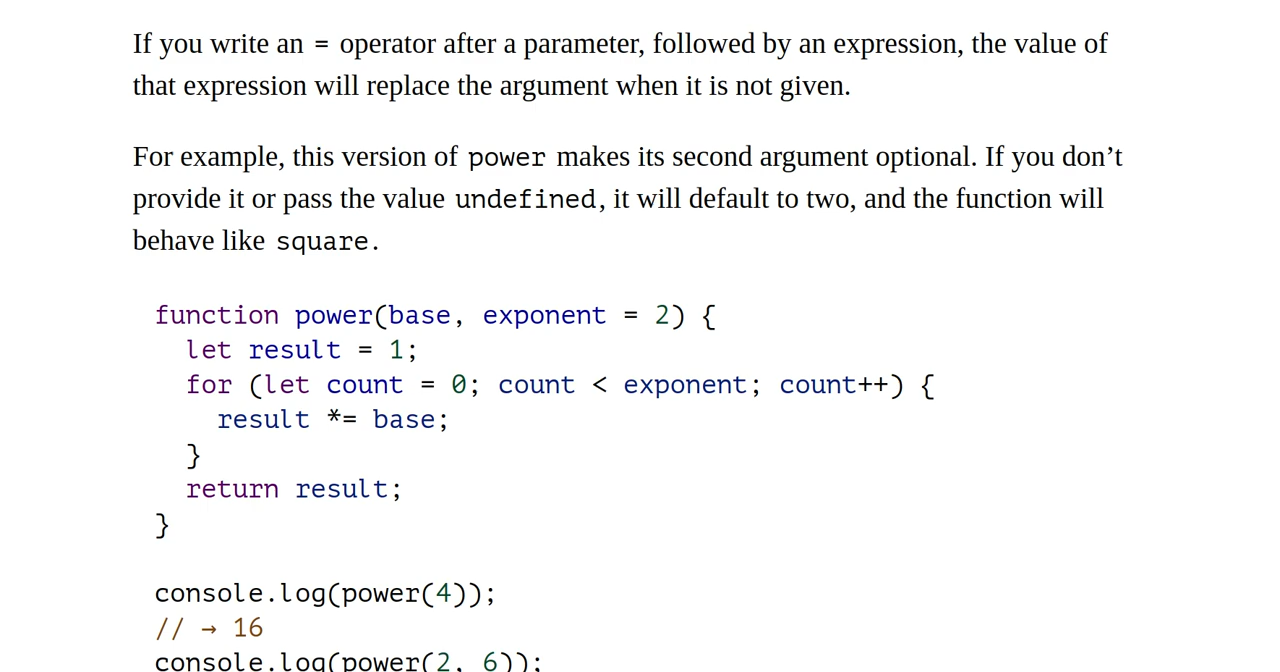 If you write an = operator after a parameter, followed by an expression, the value of
that expression will replace the argument when it is not given.
For example, this version of power makes its second argument optional. If you don’t
provide it or pass the value undefined, it will default to two, and the function will
behave like square.
function power(base, exponent = 2) {
  let result = 1;
  for (let count = 0; count < exponent; count++) {
    result *= base;
  }
  return result;
}
console.log(power(4));
// → 16
console.log(power(2, 6));